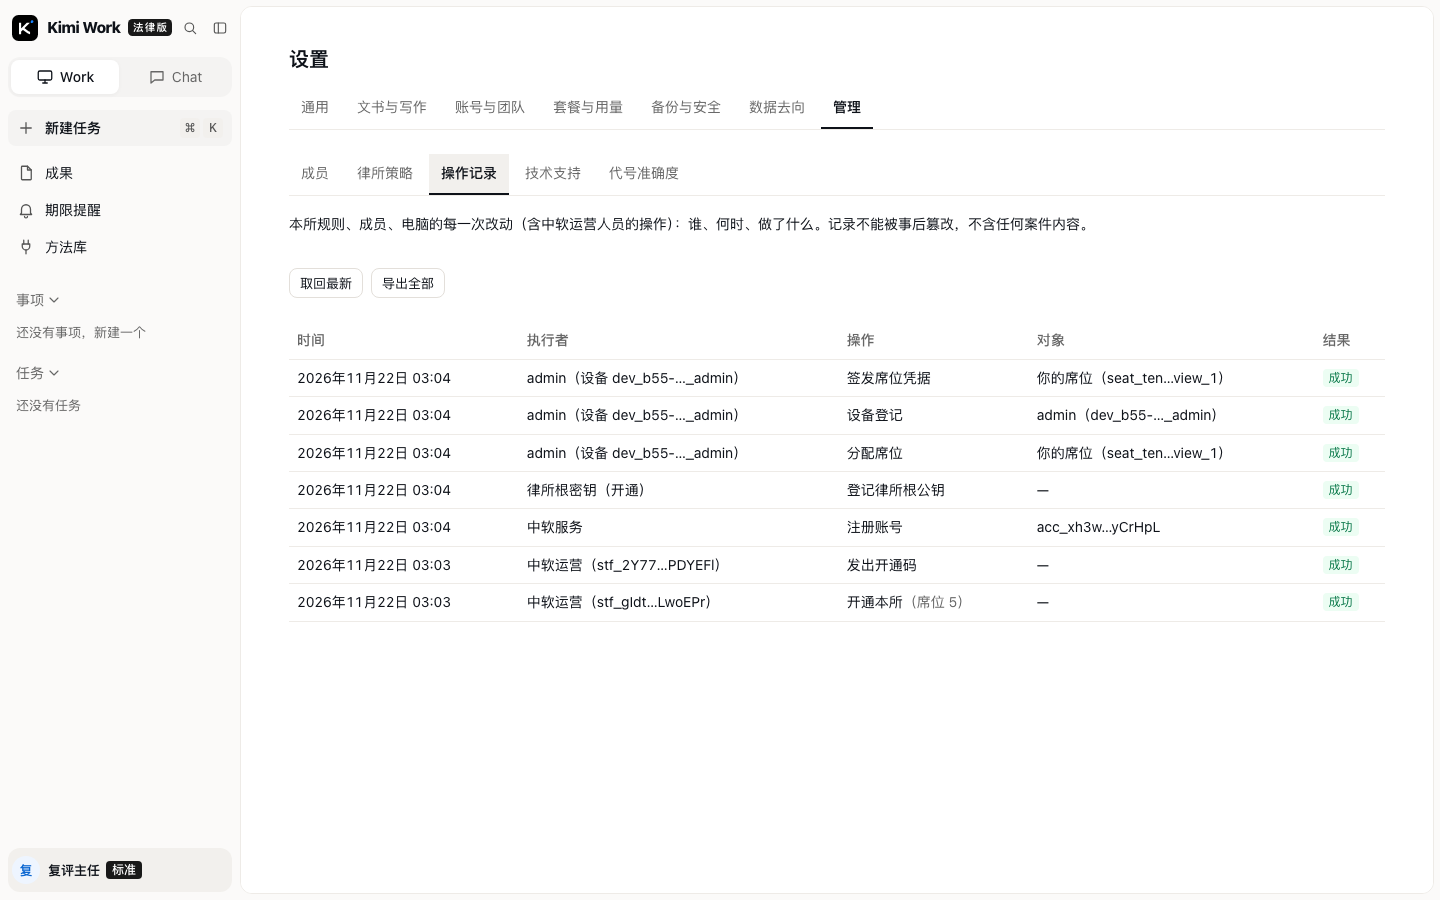 Kimi Work 法律版
Work Chat
新建任务 ⌘ K
成果
期限提醒
方法库
事项
还没有事项，新建一个
任务
还没有任务
复 复评主任 标准
设置
通用 文书与写作 账号与团队 套餐与用量 备份与安全 数据去向 管理
成员 律所策略 操作记录 技术支持 代号准确度
本所规则、成员、电脑的每一次改动（含中软运营人员的操作）：谁、何时、做了什么。记录不能被事后篡改，不含任何案件内容。
取回最新 导出全部
时间 执行者 操作 对象 结果
2026年11月22日 03:04 admin（设备 dev_b55-…_admin） 签发席位凭据 你的席位（seat_ten…view_1） 成功
2026年11月22日 03:04 admin（设备 dev_b55-…_admin） 设备登记 admin（dev_b55-…_admin） 成功
2026年11月22日 03:04 admin（设备 dev_b55-…_admin） 分配席位 你的席位（seat_ten…view_1） 成功
2026年11月22日 03:04 律所根密钥（开通） 登记律所根公钥 — 成功
2026年11月22日 03:04 中软服务 注册账号 acc_xh3w…yCrHpL 成功
2026年11月22日 03:03 中软运营（stf_2Y77…PDYEFl） 发出开通码 — 成功
2026年11月22日 03:03 中软运营（stf_gldt…LwoEPr） 开通本所（席位 5） — 成功